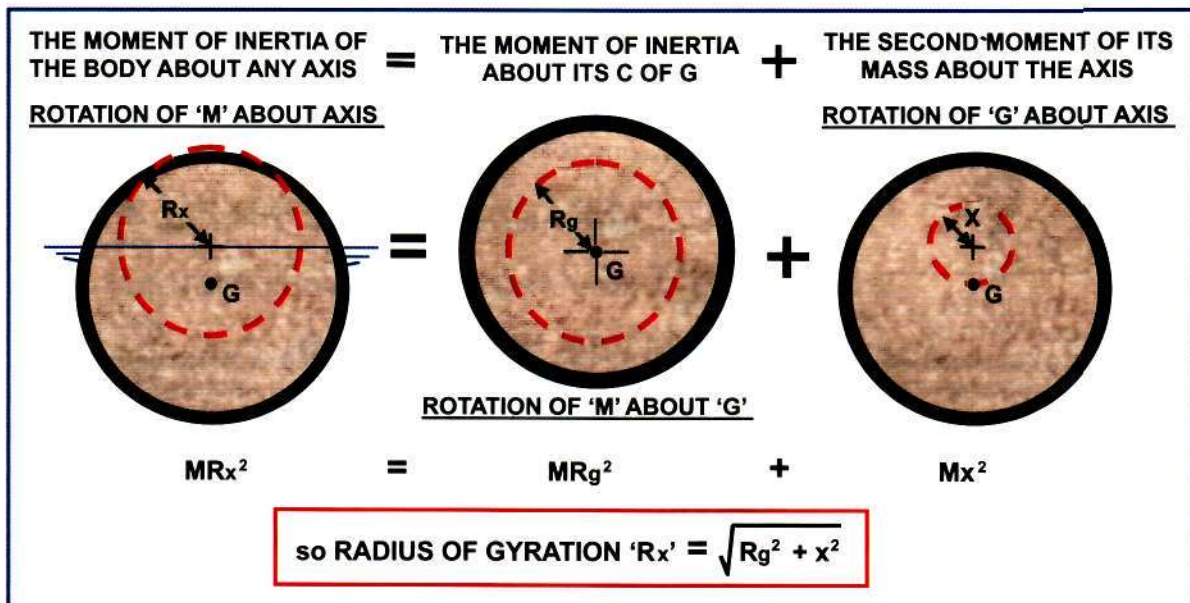 THE MOMENT OF INERTIA OF
THE BODY ABOUT ANY AXIS
=
THE MOMENT OF INERTIA
ABOUT ITS C OF G
+
THE SECOND MOMENT OF ITS
MASS ABOUT THE AXIS
ROTATION OF ‘M’ ABOUT AXIS
ROTATION OF ‘G’ ABOUT AXIS
Rx
G
=
Rg
G
+
X
G
ROTATION OF ‘M’ ABOUT ‘G’
MRx² = MRg² + Mx²
so RADIUS OF GYRATION ‘Rx’ = √Rg² + x²